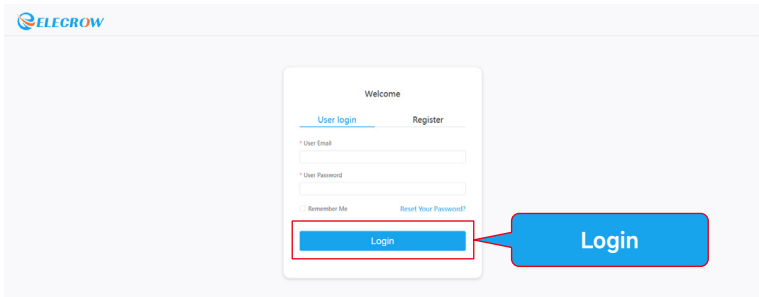 ELECROW
Welcome
User login Register
* User Email
* User Password
Remember Me Reset Your Password?
Login
Login